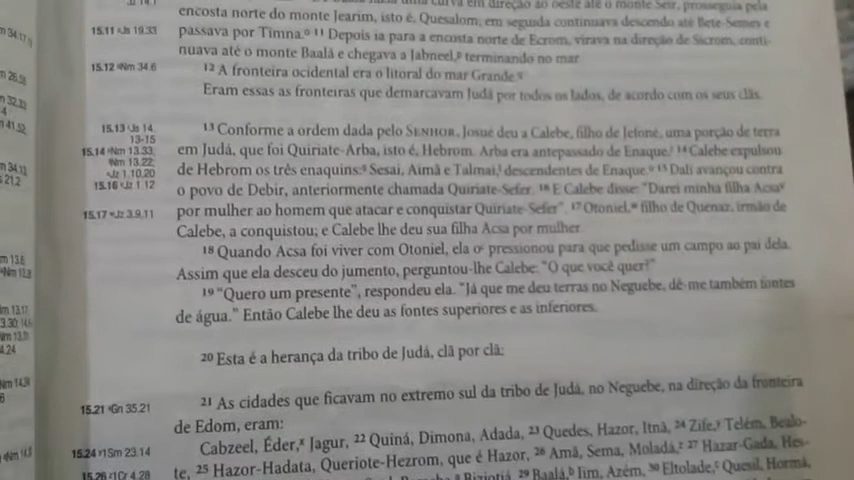 encosta norte do monte Jearim, isto é, Quesalom; em seguida continuava descendo até Bete-Semes e
15.11 Js 19.33
passava por Timna. 11 Depois ia para a encosta norte de Ecrom, virava na direção de Sicrom, conti-
nuava até o monte Baalá e chegava a Jabneel, terminando no mar.
15.12 Nm 34.6
12 A fronteira ocidental era o litoral do mar Grande.
Eram essas as fronteiras que demarcavam Judá por todos os lados, de acordo com os seus clãs.
15.13 Js 14.
13-15
13 Conforme a ordem dada pelo SENHOR, Josué deu a Calebe, filho de Jefoné, uma porção de terra
15.14 Nm 13.33;
em Judá, que foi Quiriate-Arba, isto é, Hebrom. Arba era antepassado de Enaque. 14 Calebe expulsou
Nm 13.22;
de Hebrom os três enaquins: Sesai, Aimã e Talmai, descendentes de Enaque. 15 Dali avançou contra
Jz 1.10,20
15.16 Jz 1.12
o povo de Debir, anteriormente chamada Quiriate-Sefer. 16 E Calebe disse: "Darei minha filha Acsa
15.17 Jz 3.9,11
por mulher ao homem que atacar e conquistar Quiriate-Sefer". 17 Otoniel, filho de Quenaz, irmão de
Calebe, a conquistou; e Calebe lhe deu sua filha Acsa por mulher.
18 Quando Acsa foi viver com Otoniel, ela o pressionou para que pedisse um campo ao pai dela.
Assim que ela desceu do jumento, perguntou-lhe Calebe: "O que você quer?"
19 "Quero um presente", respondeu ela. "Já que me deu terras no Neguebe, dê-me também fontes
de água." Então Calebe lhe deu as fontes superiores e as inferiores.
20 Esta é a herança da tribo de Judá, clã por clã:
15.21 Gn 35.21
21 As cidades que ficavam no extremo sul da tribo de Judá, no Neguebe, na direção da fronteira
de Edom, eram:
15.24 1Sm 23.14
Cabzeel, Éder, Jagur, 22 Quiná, Dimona, Adada, 23 Quedes, Hazor, Itnã, 24 Zife, Telém, Bealo-
15.26 1Cr 4.28
te, 25 Hazor-Hadata, Queriote-Hezrom, que é Hazor, 26 Amã, Sema, Moladá, 27 Hazar-Gada, Hes-
29 Baalá, Iim, Azém, 30 Eltolade, Quesil, Hormá,